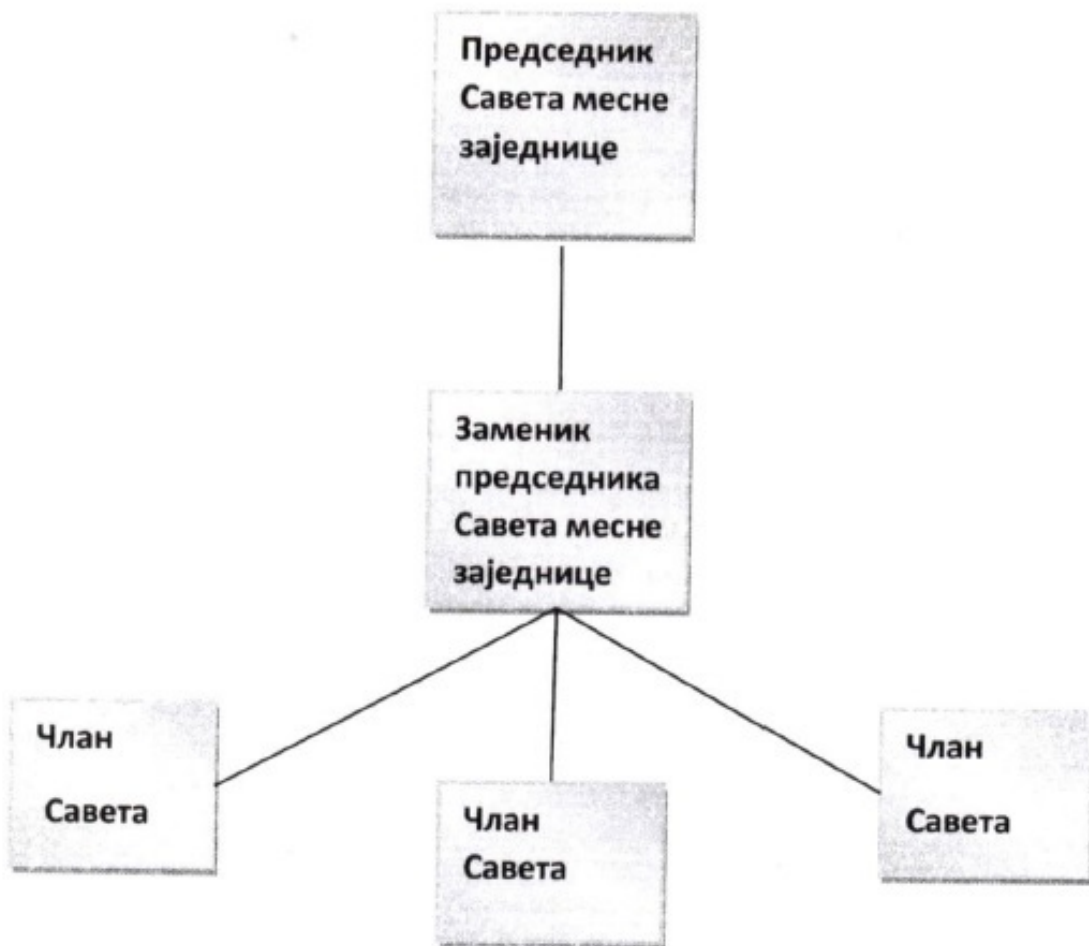 Председник
Савета месне
заједнице
Заменик
председника
Савета месне
заједнице
Члан
Савета
Члан
Савета
Члан
Савета